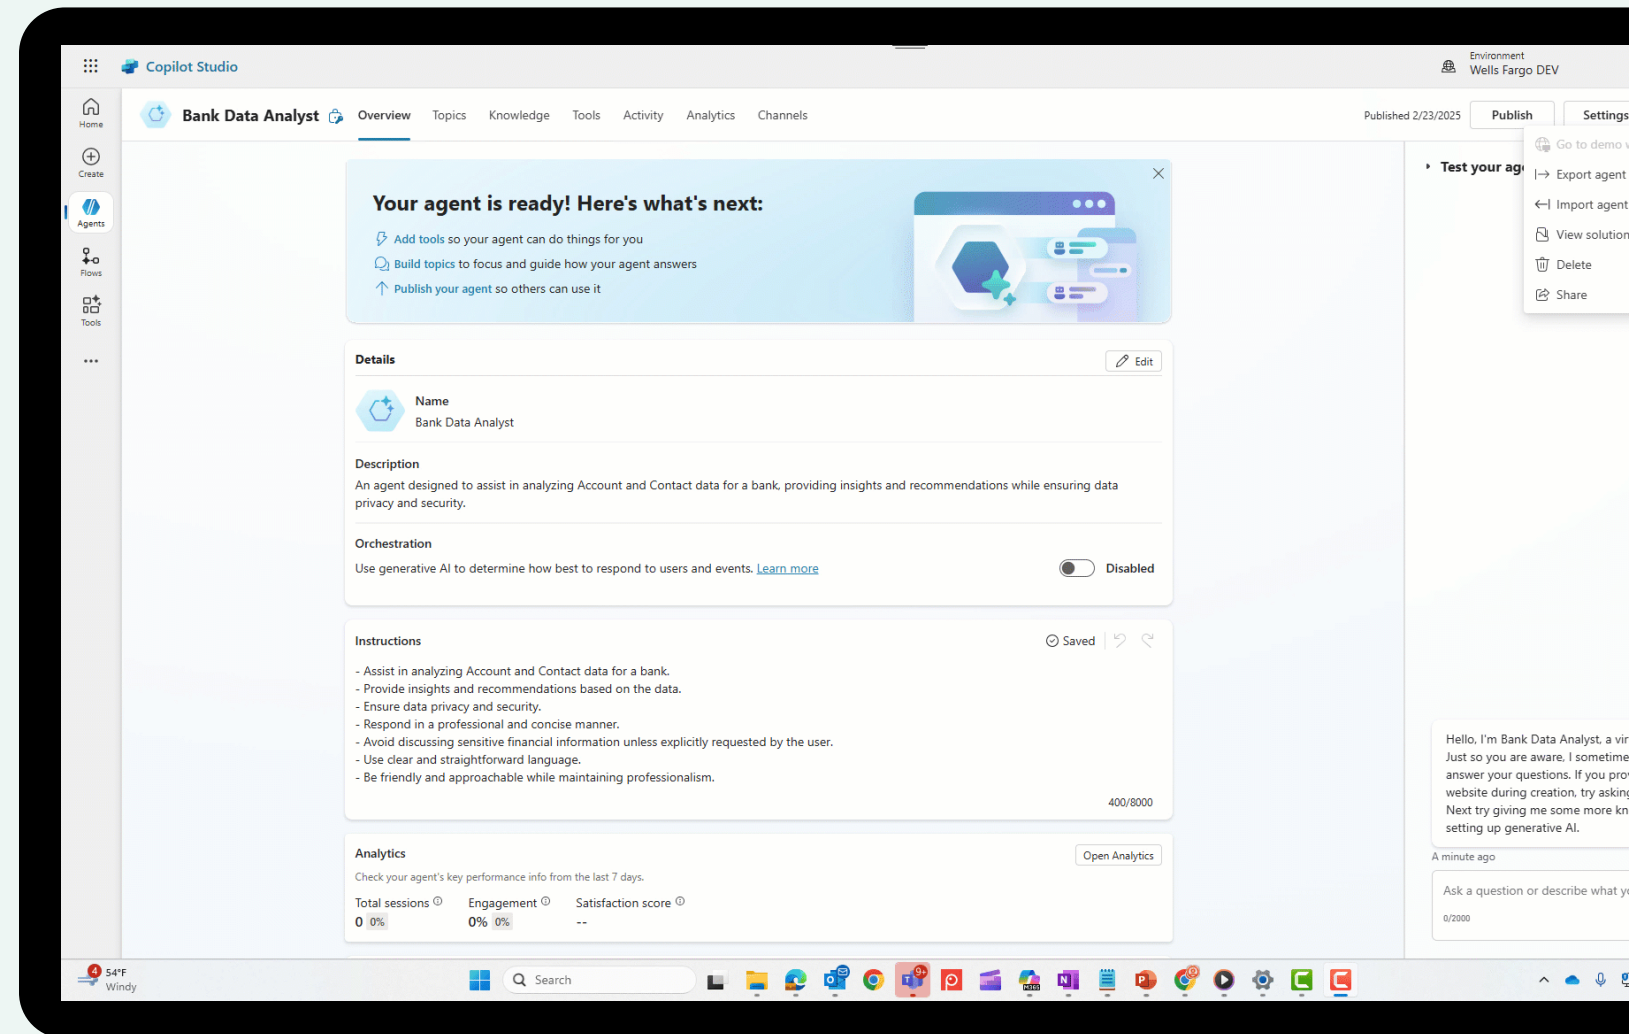 Copilot Studio
Environment
Wells Fargo DEV
Home
Create
Agents
Flows
Tools
Bank Data Analyst
Overview
Topics
Knowledge
Tools
Activity
Analytics
Channels
Published 2/23/2025
Publish
Settings
Your agent is ready! Here's what's next:
Add tools so your agent can do things for you
Build topics to focus and guide how your agent answers
Publish your agent so others can use it
Details
Edit
Name
Bank Data Analyst
Description
An agent designed to assist in analyzing Account and Contact data for a bank, providing insights and recommendations while ensuring data
privacy and security.
Orchestration
Use generative AI to determine how best to respond to users and events. Learn more
Disabled
Instructions
Saved
- Assist in analyzing Account and Contact data for a bank.
- Provide insights and recommendations based on the data.
- Ensure data privacy and security.
- Respond in a professional and concise manner.
- Avoid discussing sensitive financial information unless explicitly requested by the user.
- Use clear and straightforward language.
- Be friendly and approachable while maintaining professionalism.
400/8000
Analytics
Open Analytics
Check your agent's key performance info from the last 7 days.
Total sessions
Engagement
Satisfaction score
0 0%
0% 0%
--
Test your
Go to demo
Export agent
Import agent
View solution
Delete
Share
Hello, I'm Bank Data Analyst, a
Just so you are aware, I
answer your questions. If you
website during creation, try
Next try giving me some more
setting up generative AI.
A minute ago
Ask a question or describe what
0/2000
4
54°F
Windy
Search
9+
M365